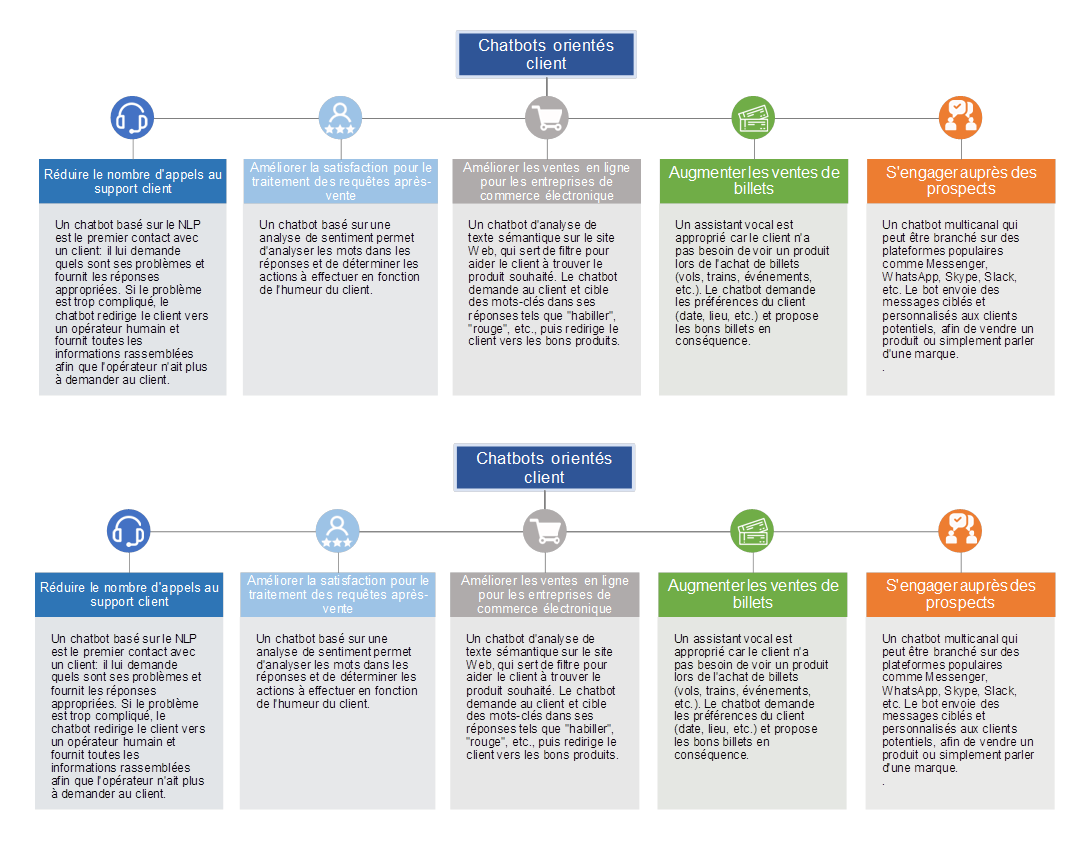 Chatbots orientés
client
Réduire le nombre d'appels au
support client
Un chatbot basé sur le NLP
est le premier contact avec
un client: il lui demande
quels sont ses problèmes et
fournit les réponses
appropriées. Si le problème
est trop compliqué, le
chatbot redirige le client vers
un opérateur humain et
fournit toutes les
informations rassemblées
afin que l'opérateur n'ait plus
à demander au client.
Améliorer la satisfaction pour le
traitement des requêtes après-
vente
Un chatbot basé sur une
analyse de sentiment permet
d'analyser les mots dans les
réponses et de déterminer les
actions à effectuer en fonction
de l'humeur du client.
Améliorer les ventes en ligne
pour les entreprises de
commerce électronique
Un chatbot d'analyse de
texte sémantique sur le site
Web, qui sert de filtre pour
aider le client à trouver le
produit souhaité. Le chatbot
demande au client et cible
des mots-clés dans ses
réponses tels que "habiller",
"rouge", etc., puis redirige le
client vers les bons produits.
Augmenter les ventes de
billets
Un assistant vocal est
approprié car le client n'a
pas besoin de voir un produit
lors de l'achat de billets
(vols, trains, événements,
etc.). Le chatbot demande
les préférences du client
(date, lieu, etc.) et propose
les bons billets en
conséquence.
S'engager auprès des
prospects
Un chatbot multicanal qui
peut être branché sur des
plateformes populaires
comme Messenger,
WhatsApp, Skype, Slack,
etc. Le bot envoie des
messages ciblés et
personnalisés aux clients
potentiels, afin de vendre un
produit ou simplement parler
d'une marque.
.
Chatbots orientés
client
Réduire le nombre d'appels au
support client
Un chatbot basé sur le NLP
est le premier contact avec
un client: il lui demande
quels sont ses problèmes et
fournit les réponses
appropriées. Si le problème
est trop compliqué, le
chatbot redirige le client vers
un opérateur humain et
fournit toutes les
informations rassemblées
afin que l'opérateur n'ait plus
à demander au client.
Améliorer la satisfaction pour le
traitement des requêtes après-
vente
Un chatbot basé sur une
analyse de sentiment permet
d'analyser les mots dans les
réponses et de déterminer les
actions à effectuer en fonction
de l'humeur du client.
Améliorer les ventes en ligne
pour les entreprises de
commerce électronique
Un chatbot d'analyse de
texte sémantique sur le site
Web, qui sert de filtre pour
aider le client à trouver le
produit souhaité. Le chatbot
demande au client et cible
des mots-clés dans ses
réponses tels que "habiller",
"rouge", etc., puis redirige le
client vers les bons produits.
Augmenter les ventes de
billets
Un assistant vocal est
approprié car le client n'a
pas besoin de voir un produit
lors de l'achat de billets
(vols, trains, événements,
etc.). Le chatbot demande
les préférences du client
(date, lieu, etc.) et propose
les bons billets en
conséquence.
S'engager auprès des
prospects
Un chatbot multicanal qui
peut être branché sur des
plateformes populaires
comme Messenger,
WhatsApp, Skype, Slack,
etc. Le bot envoie des
messages ciblés et
personnalisés aux clients
potentiels, afin de vendre un
produit ou simplement parler
d'une marque.
.